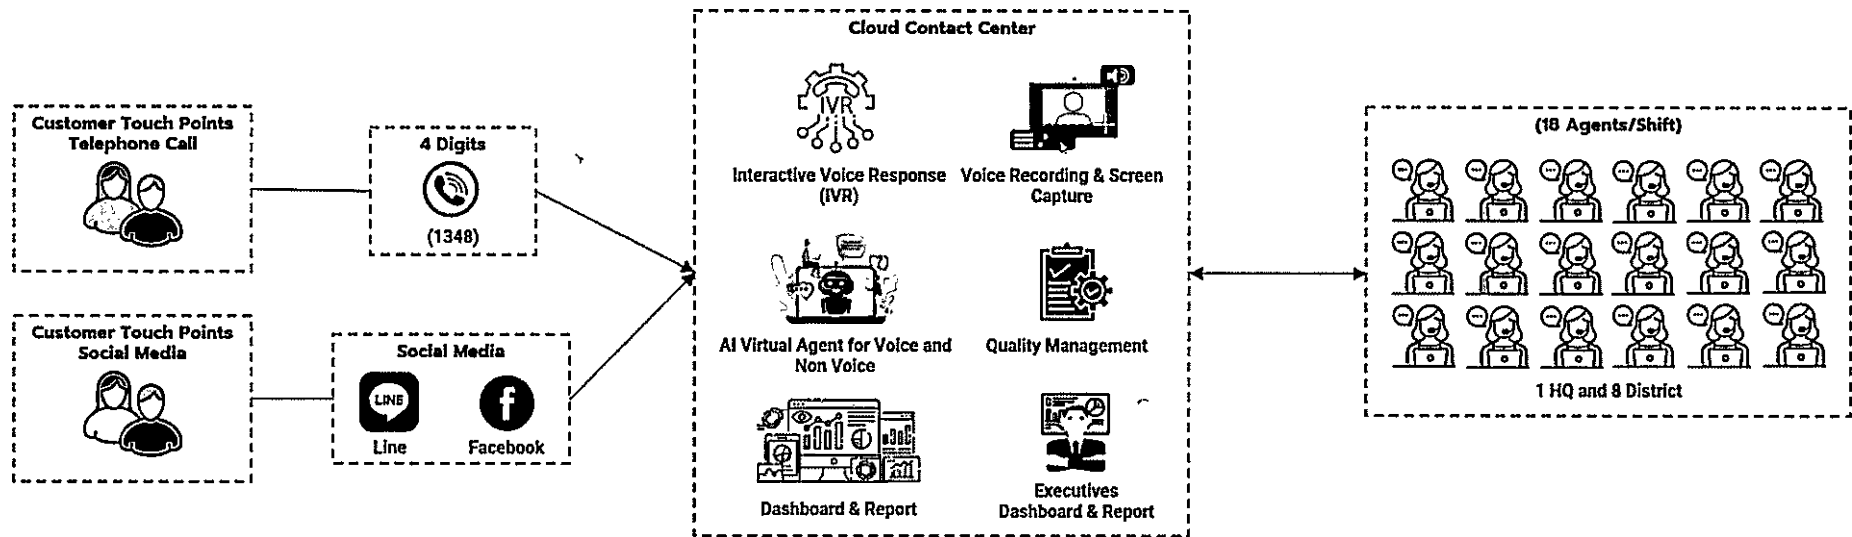 Cloud Contact Center
IVR
Interactive Voice Response
(IVR)
Voice Recording & Screen
Capture
AI Virtual Agent for Voice and
Non Voice
Quality Management
Dashboard & Report
Executives
Dashboard & Report
Customer Touch Points
Telephone Call
4 Digits
(1348)
Customer Touch Points
Social Media
Social Media
LINE
Line
Facebook
(18 Agents/Shift)
1 HQ and 8 District